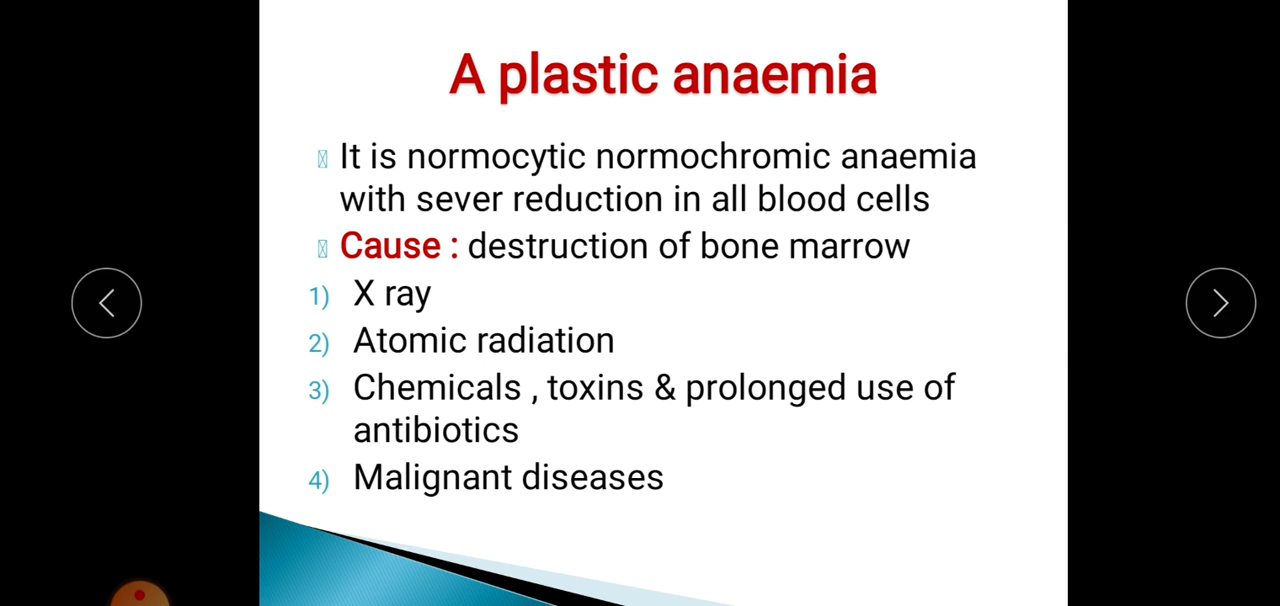 A plastic anaemia
It is normocytic normochromic anaemia
with sever reduction in all blood cells
Cause : destruction of bone marrow
1) X ray
2) Atomic radiation
3) Chemicals , toxins & prolonged use of
antibiotics
4) Malignant diseases